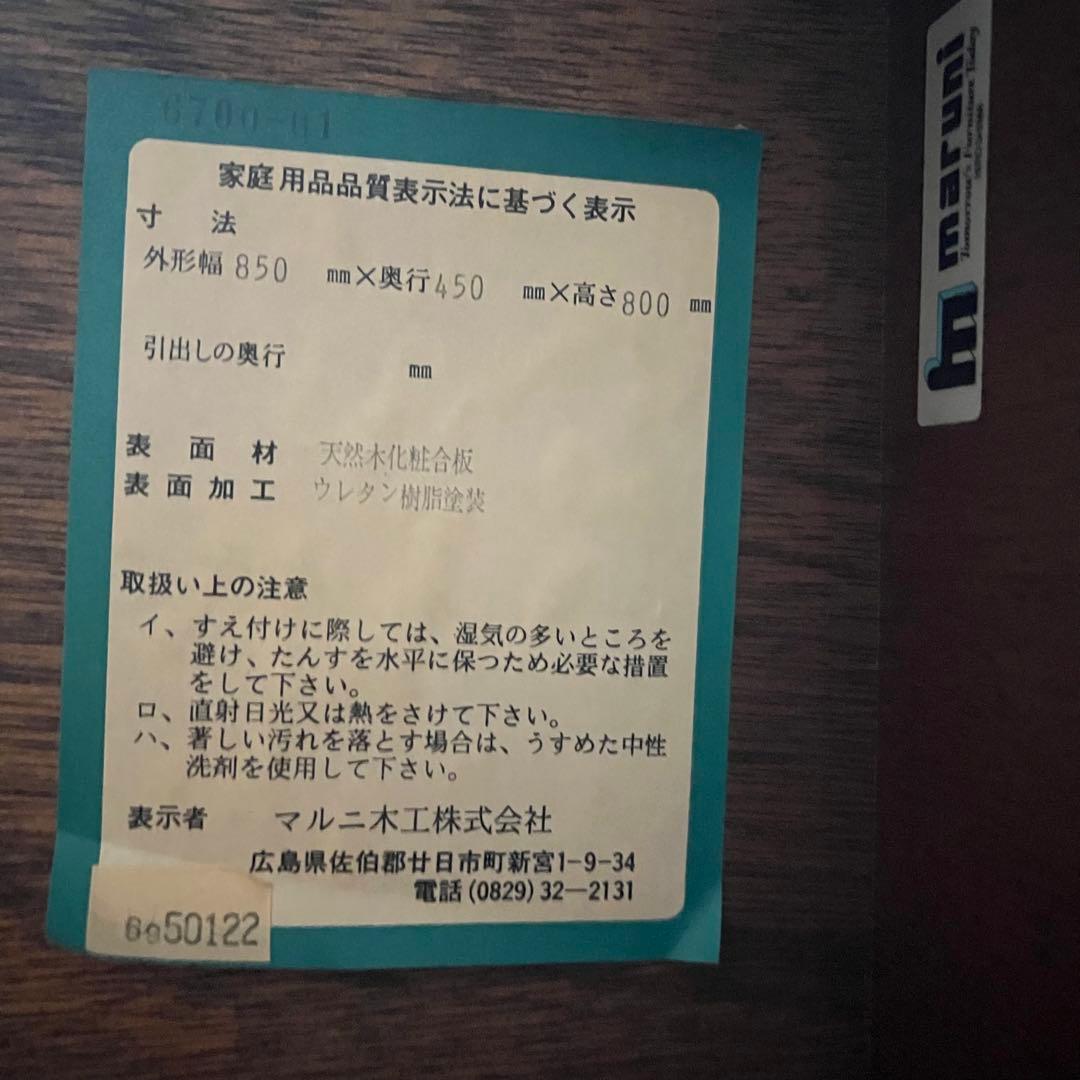 6700-01
家庭用品品質表示法に基づく表示
寸 法
外形幅 850 mm×奥行 450 mm×高さ 800 mm
引出しの奥行 mm
表面材 天然木化粧合板
表面加工 ウレタン樹脂塗装
取扱い上の注意
イ、すえ付けに際しては、湿気の多いところを
避け、たんすを水平に保つため必要な措置
をして下さい。
ロ、直射日光又は熱をさけて下さい。
ハ、著しい汚れを落とす場合は、うすめた中性
洗剤を使用して下さい。
表示者 マルニ木工株式会社
広島県佐伯郡廿日市町新宮1-9-34
電話(0829)32-2131
6950122
maruni
Tomorrow's Furniture Today